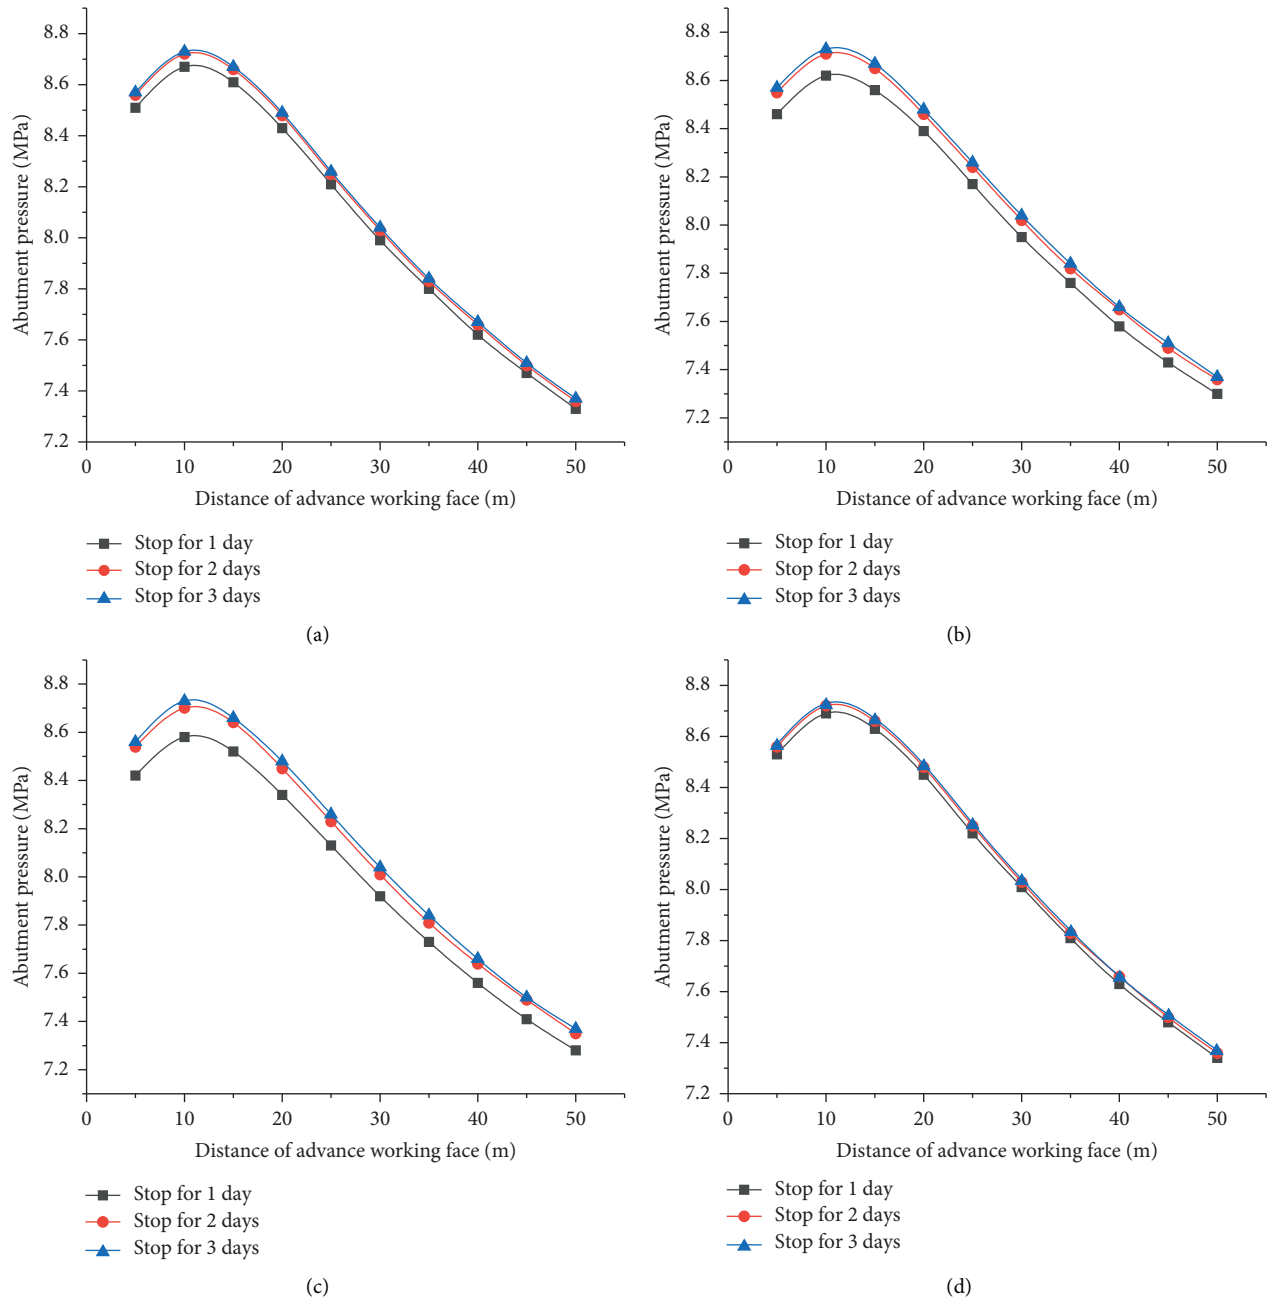 8.8
8.6
8.4
8.2
8.0
7.8
7.6
7.4
7.2
Abutment pressure (MPa)
0 10 20 30 40 50
Distance of advance working face (m)
Stop for 1 day
Stop for 2 days
Stop for 3 days
(a)
8.8
8.6
8.4
8.2
8.0
7.8
7.6
7.4
7.2
Abutment pressure (MPa)
0 10 20 30 40 50
Distance of advance working face (m)
Stop for 1 day
Stop for 2 days
Stop for 3 days
(b)
8.8
8.6
8.4
8.2
8.0
7.8
7.6
7.4
7.2
Abutment pressure (MPa)
0 10 20 30 40 50
Distance of advance working face (m)
Stop for 1 day
Stop for 2 days
Stop for 3 days
(c)
8.8
8.6
8.4
8.2
8.0
7.8
7.6
7.4
7.2
Abutment pressure (MPa)
0 10 20 30 40 50
Distance of advance working face (m)
Stop for 1 day
Stop for 2 days
Stop for 3 days
(d)